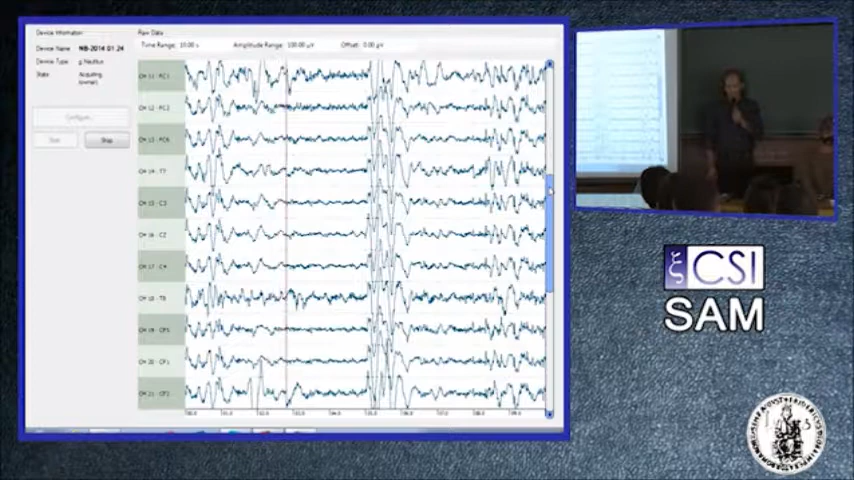 Device Information
Device Name NB-2014.01.24
Device Type g.Nautilus
State Acquiring
(owner)
Configure...
Start
Stop
Raw Data
Time Range: 10.00 s Amplitude Range: 100.00 µV Offset: 0.00 µV
CH 11 - FC1
CH 12 - FC2
CH 13 - FC6
CH 14 - T7
CH 15 - C3
CH 16 - CZ
CH 17 - C4
CH 18 - T8
CH 19 - CP5
CH 20 - CP1
CH 21 - CP2
CSI
SAM